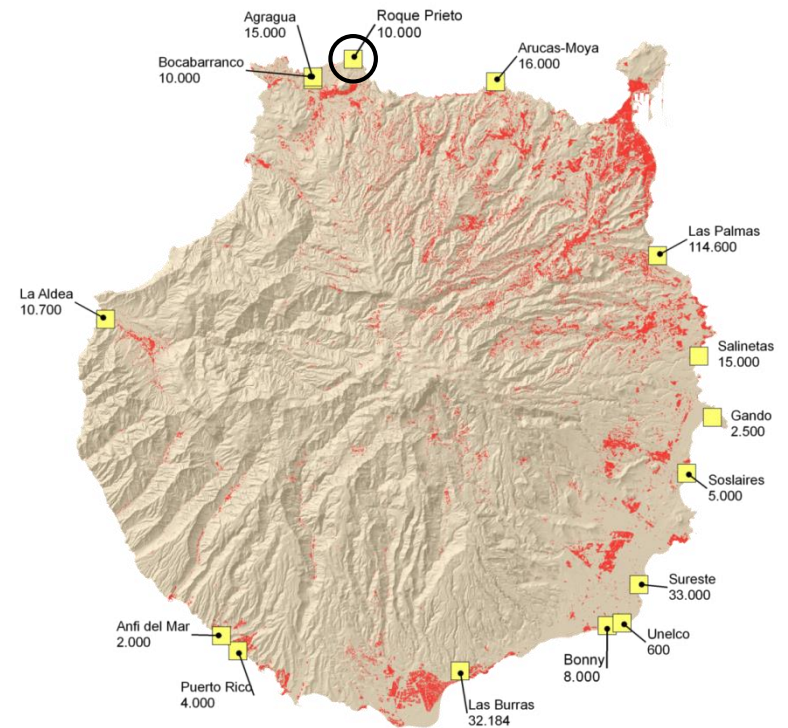 Agragua
15.000
Roque Prieto
10.000
Bocabarranco
10.000
Arucas-Moya
16.000
Las Palmas
114.600
La Aldea
10.700
Salinetas
15.000
Gando
2.500
Soslaires
5.000
Sureste
33.000
Anfi del Mar
2.000
Unelco
600
Bonny
8.000
Puerto Rico
4.000
Las Burras
32.184